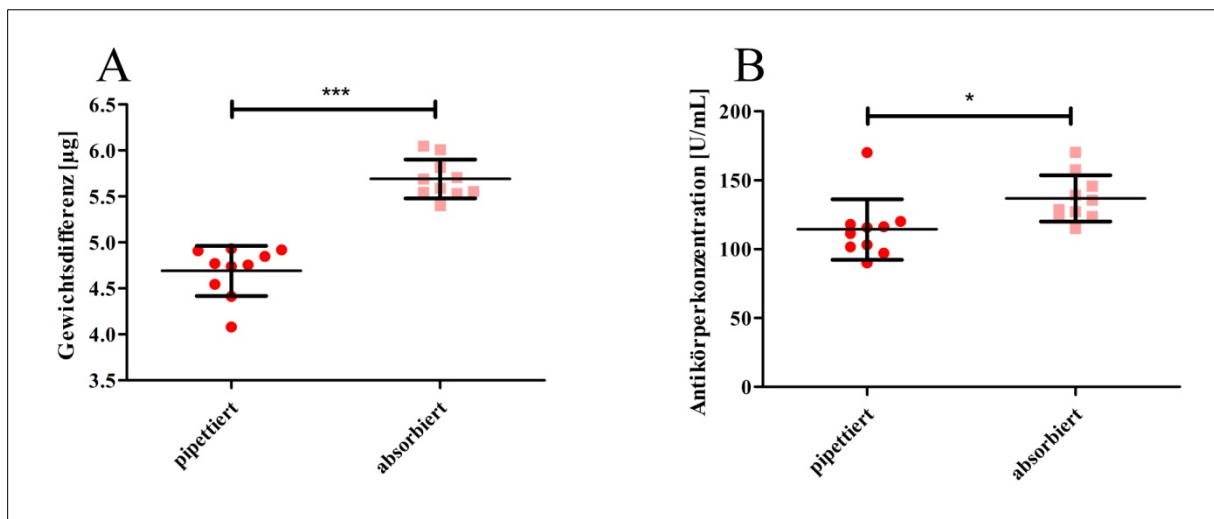 A
***
Gewichtsdifferenz [µg]
6.5
6.0
5.5
5.0
4.5
4.0
3.5
pipettiert
absorbiert
B
*
Antikörperkonzentration [U/mL]
200
150
100
50
0
pipettiert
absorbiert